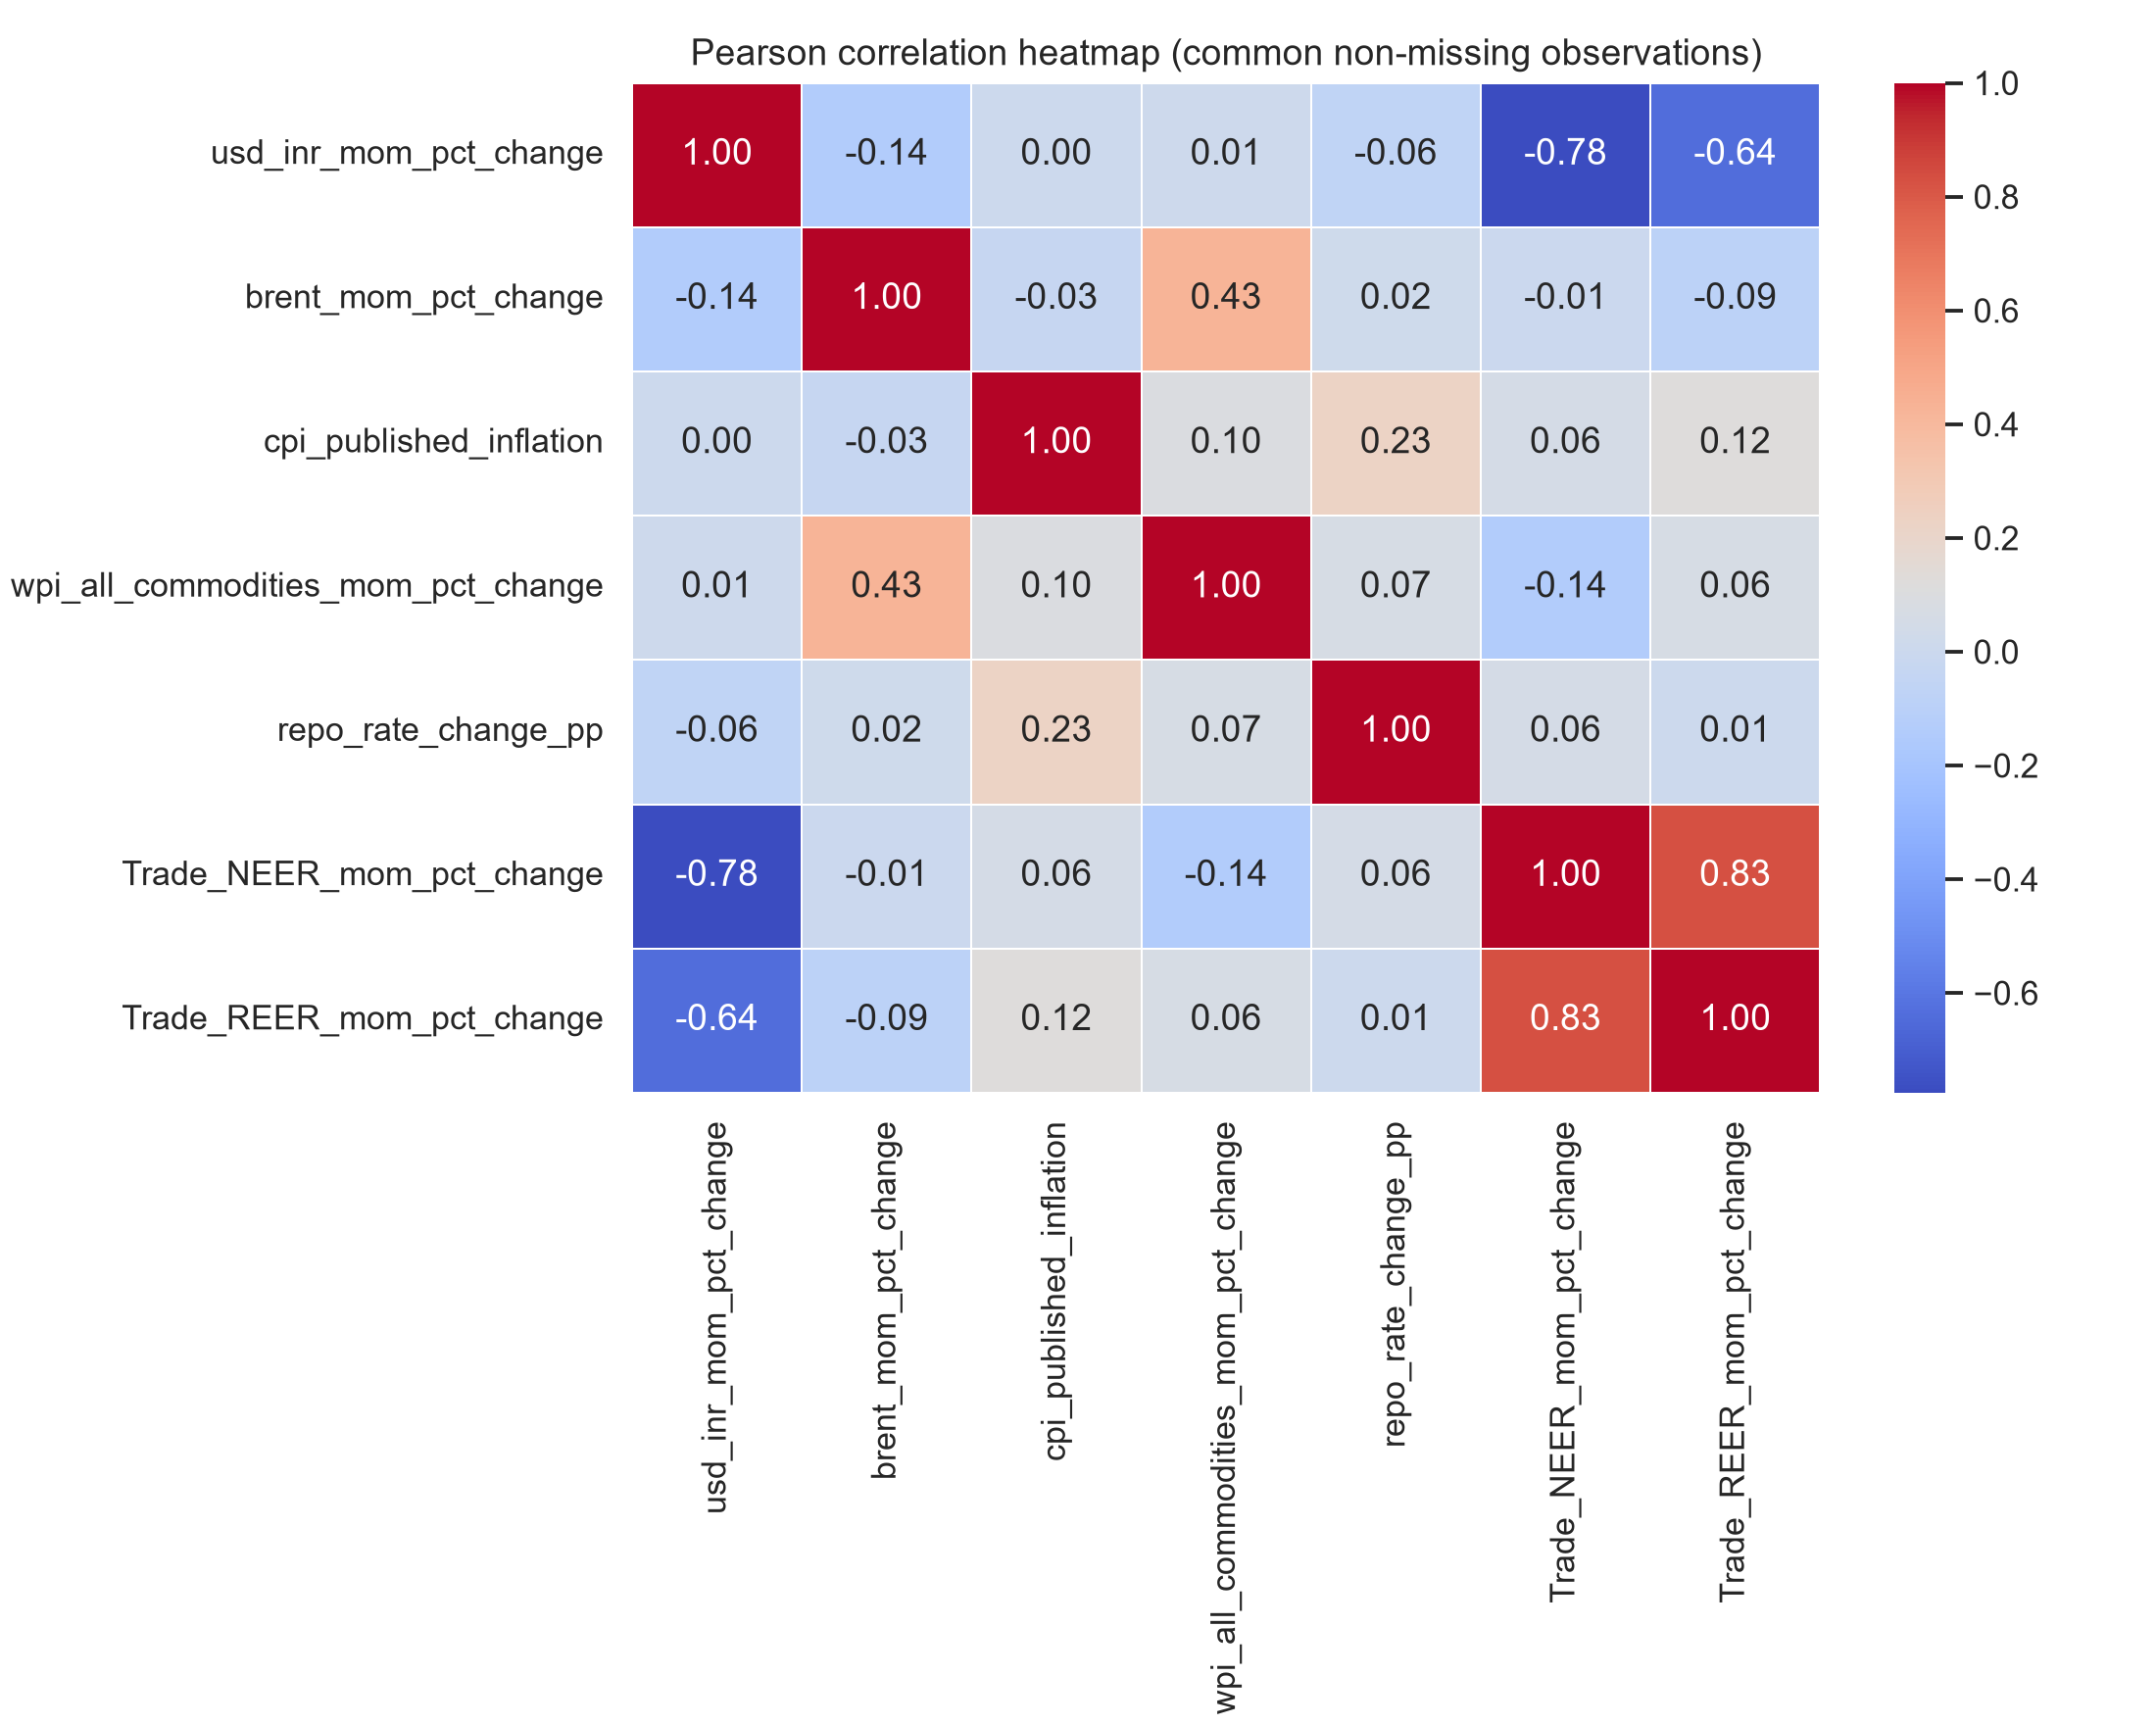 Pearson correlation heatmap (common non-missing observations)
usd_inr_mom_pct_change 1.00 -0.14 0.00 0.01 -0.06 -0.78 -0.64
brent_mom_pct_change -0.14 1.00 -0.03 0.43 0.02 -0.01 -0.09
cpi_published_inflation 0.00 -0.03 1.00 0.10 0.23 0.06 0.12
wpi_all_commodities_mom_pct_change 0.01 0.43 0.10 1.00 0.07 -0.14 0.06
repo_rate_change_pp -0.06 0.02 0.23 0.07 1.00 0.06 0.01
Trade_NEER_mom_pct_change -0.78 -0.01 0.06 -0.14 0.06 1.00 0.83
Trade_REER_mom_pct_change -0.64 -0.09 0.12 0.06 0.01 0.83 1.00
usd_inr_mom_pct_change
brent_mom_pct_change
cpi_published_inflation
wpi_all_commodities_mom_pct_change
repo_rate_change_pp
Trade_NEER_mom_pct_change
Trade_REER_mom_pct_change
1.0
0.8
0.6
0.4
0.2
0.0
−0.2
−0.4
−0.6